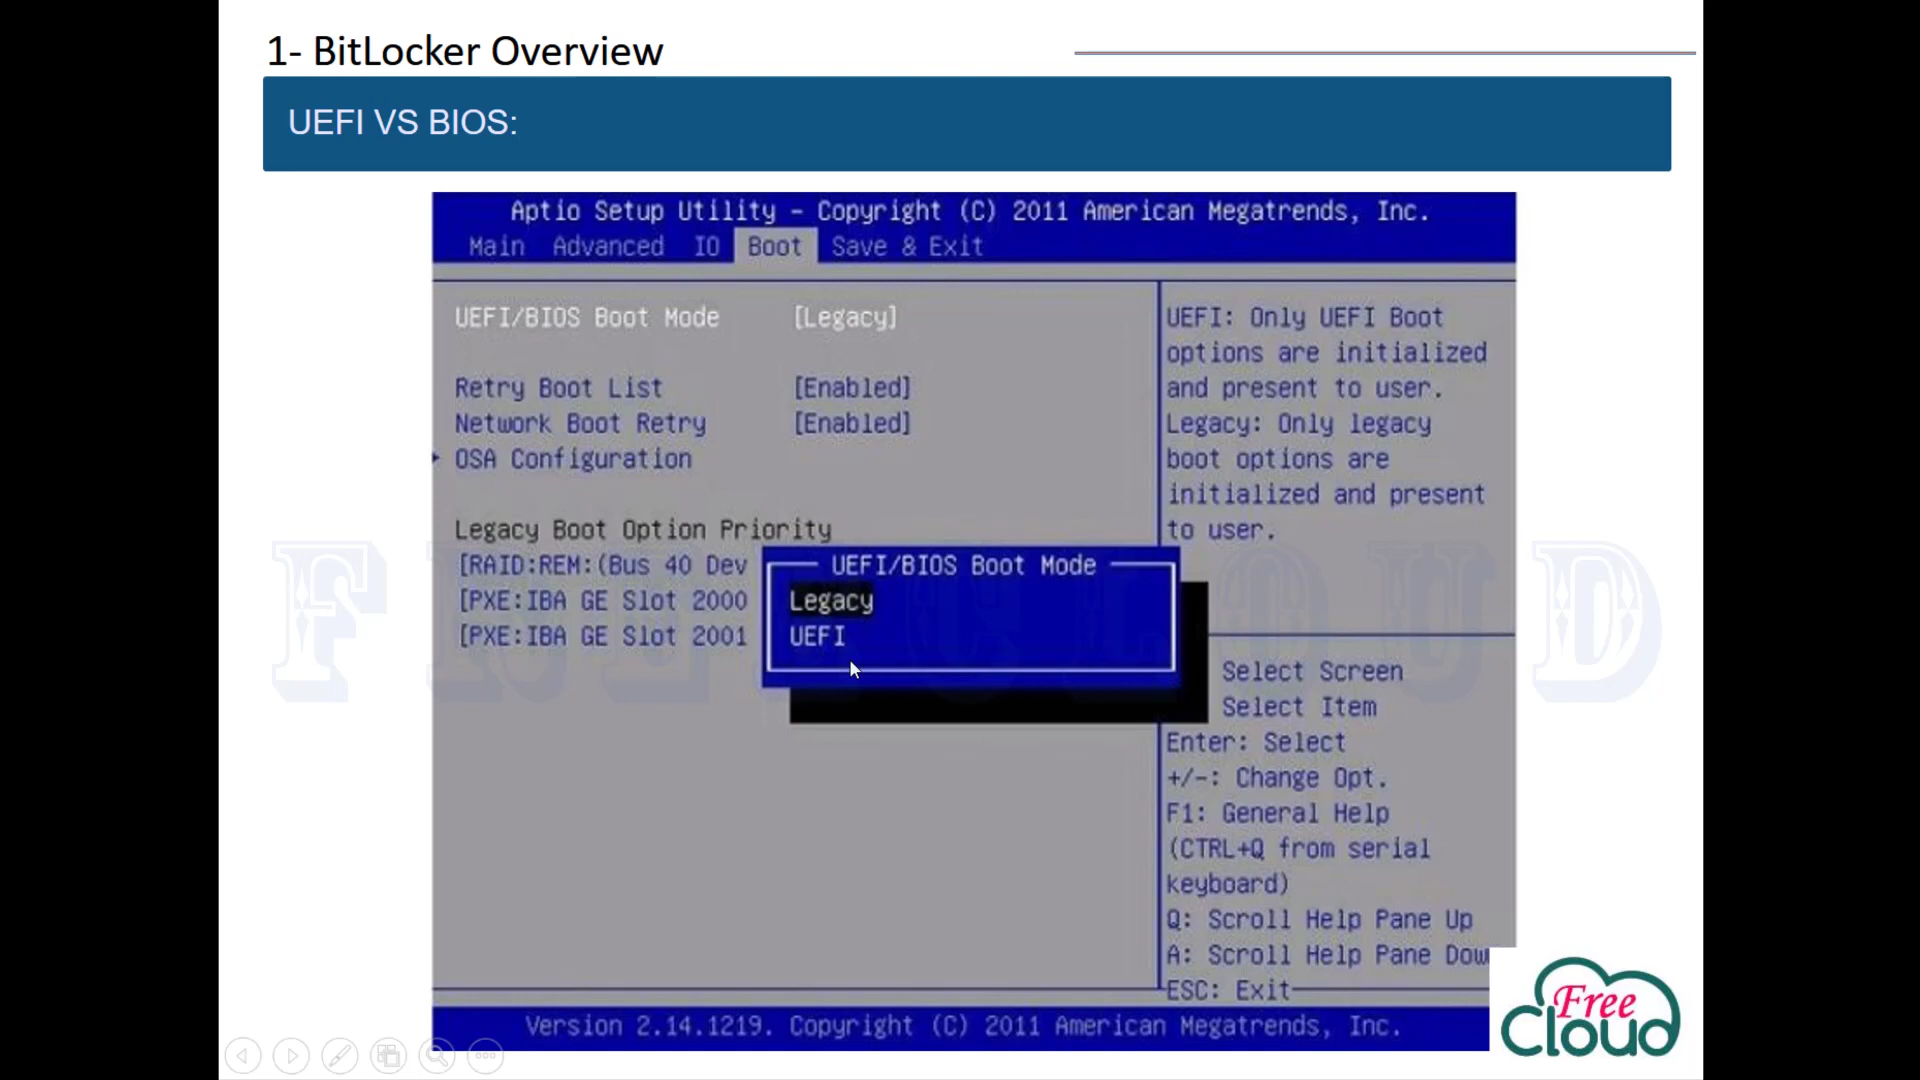 1- BitLocker Overview
UEFI VS BIOS:
Aptio Setup Utility – Copyright (C) 2011 American Megatrends, Inc.
Main Advanced IO Boot Save & Exit
UEFI/BIOS Boot Mode [Legacy]
Retry Boot List [Enabled]
Network Boot Retry [Enabled]
OSA Configuration
Legacy Boot Option Priority
[RAID:REM:(Bus 40 Dev
[PXE:IBA GE Slot 2000
[PXE:IBA GE Slot 2001
UEFI/BIOS Boot Mode
Legacy
UEFI
UEFI: Only UEFI Boot
options are initialized
and present to user.
Legacy: Only legacy
boot options are
initialized and present
to user.
Select Screen
Select Item
Enter: Select
+/-: Change Opt.
F1: General Help
(CTRL+Q from serial
keyboard)
Q: Scroll Help Pane Up
A: Scroll Help Pane Dow
ESC: Exit
Version 2.14.1219. Copyright (C) 2011 American Megatrends, Inc.
Free
Cloud